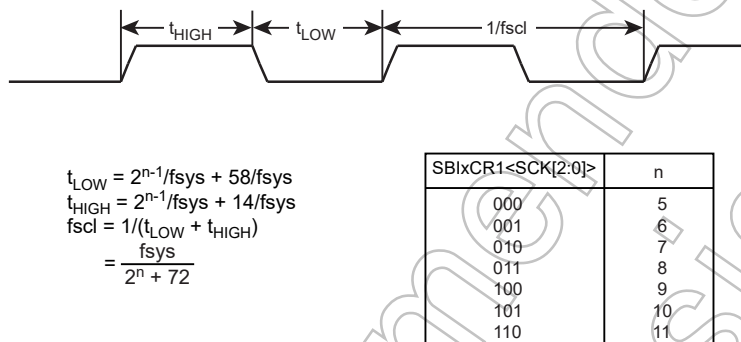 tHIGH tLOW 1/fscl
tLOW = 2n-1/fsys + 58/fsys
tHIGH = 2n-1/fsys + 14/fsys
fscl = 1/(tLOW + tHIGH)
= fsys
2n + 72
SBIxCR1<SCK[2:0]> n
000 5
001 6
010 7
011 8
100 9
101 10
110 11